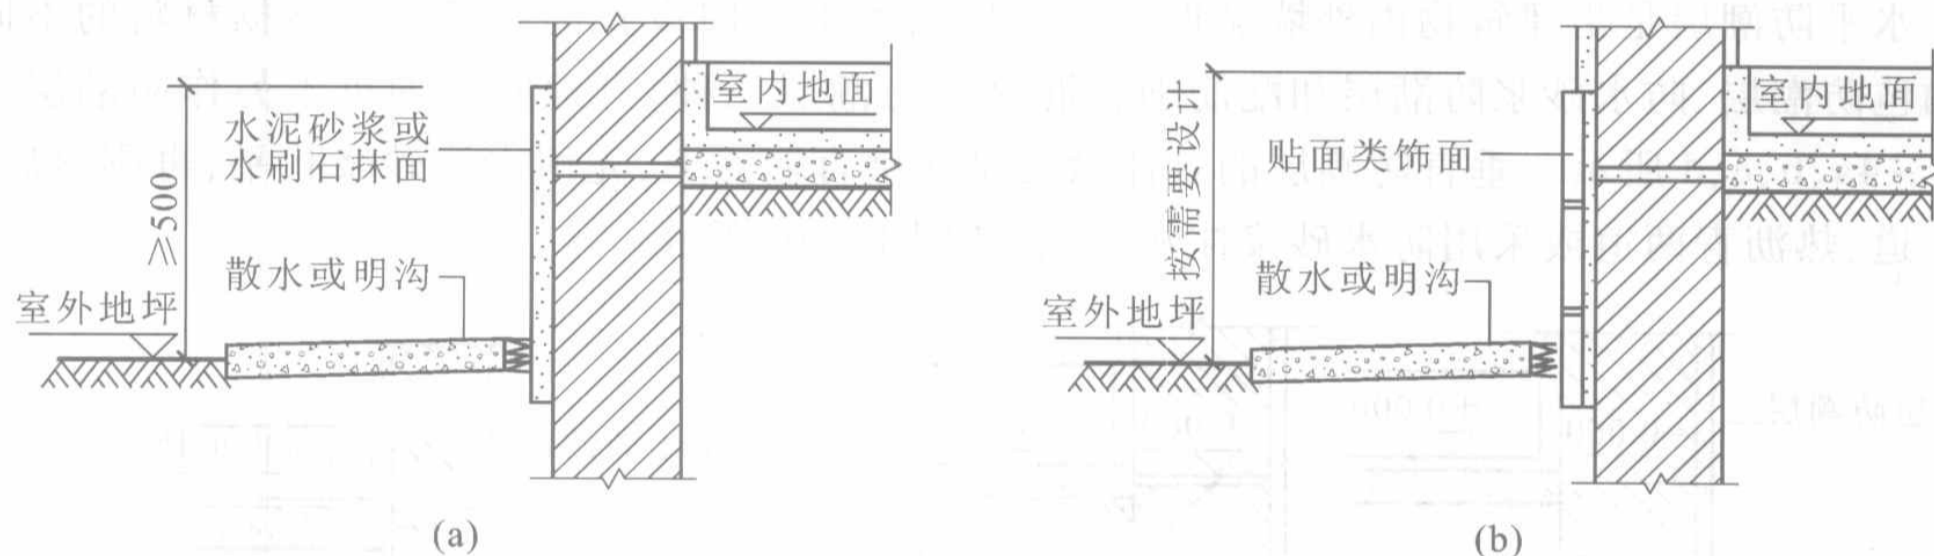 室内地面
水泥砂浆或
水刷石抹面
≥500
散水或明沟
室外地坪
(a)
室内地面
按需要设计
贴面类饰面
散水或明沟
室外地坪
(b)